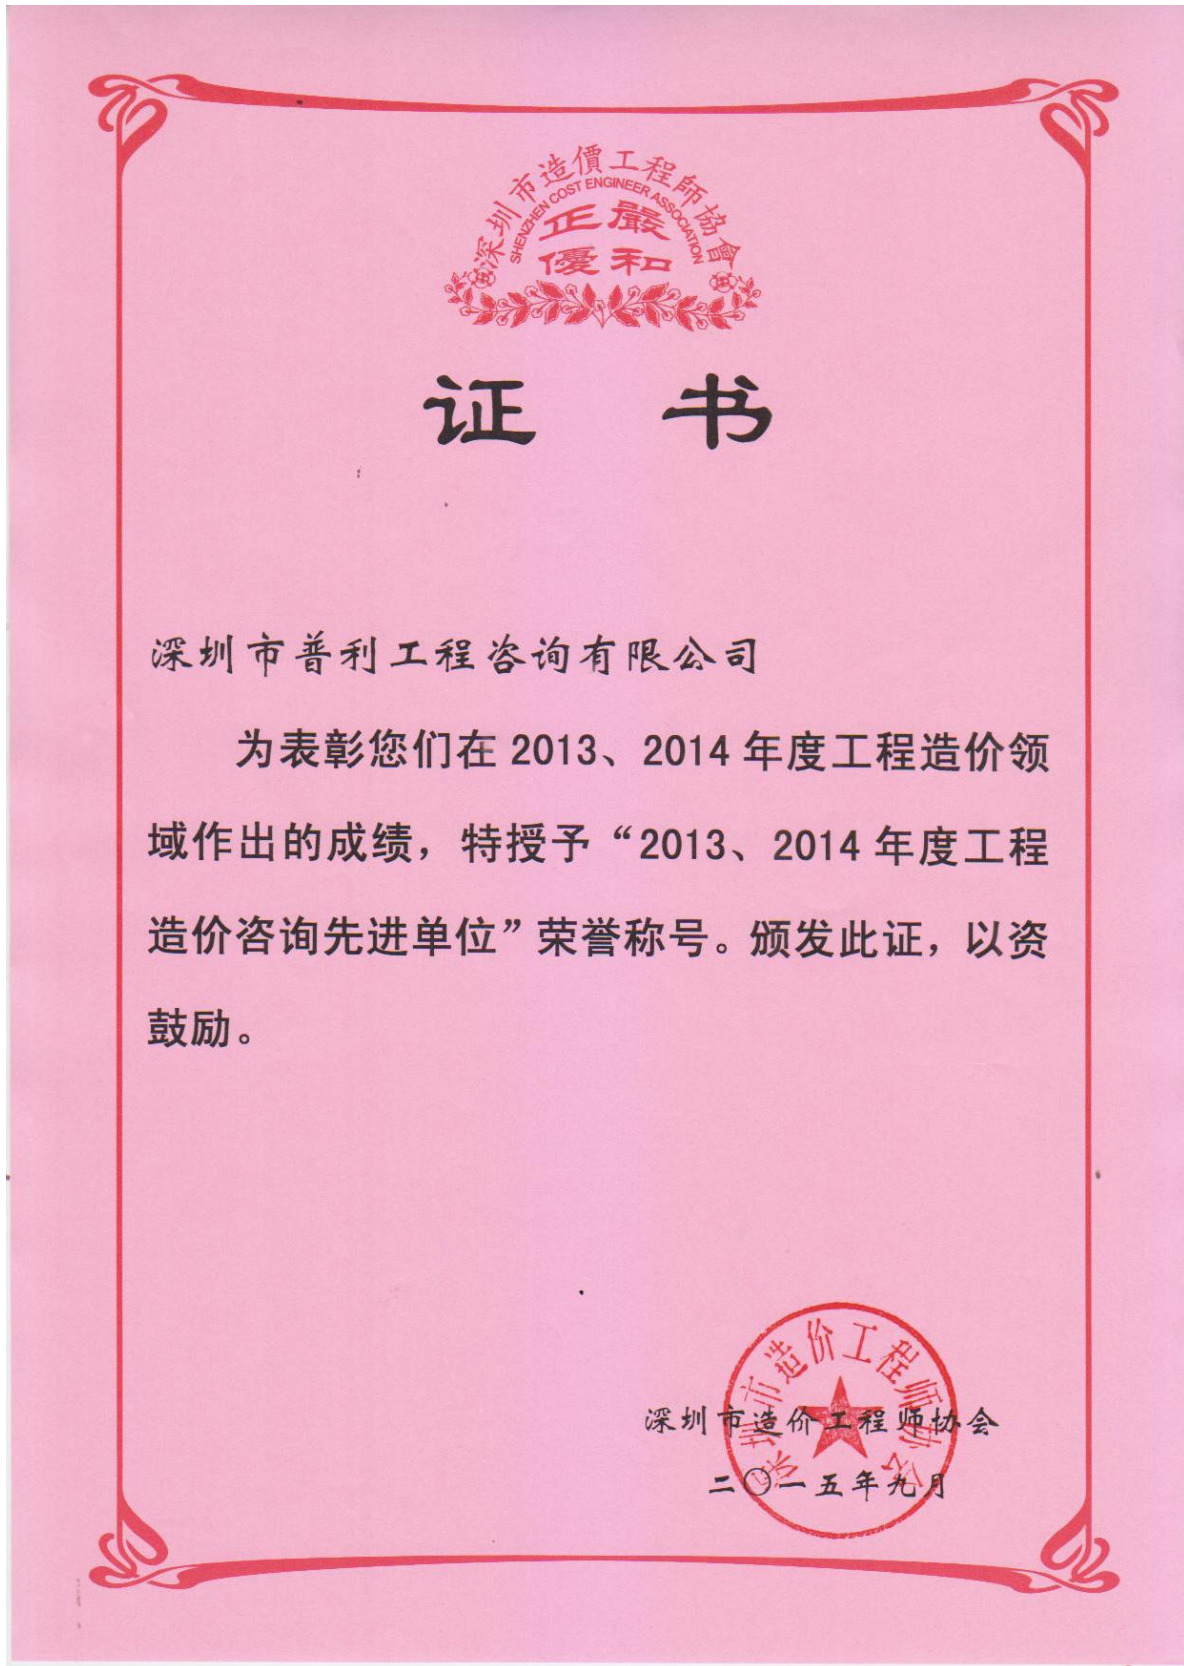 深圳市造價工程師協會
SHENZHEN COST ENGINEER ASSOCIATION
正嚴
優和
证 书
深圳市普利工程咨询有限公司
为表彰您们在 2013、2014 年度工程造价领
域作出的成绩，特授予“2013、2014 年度工程
造价咨询先进单位”荣誉称号。颁发此证，以资
鼓励。
深圳市造价工程师协会
深圳市造价工程师协会
二〇一五年九月